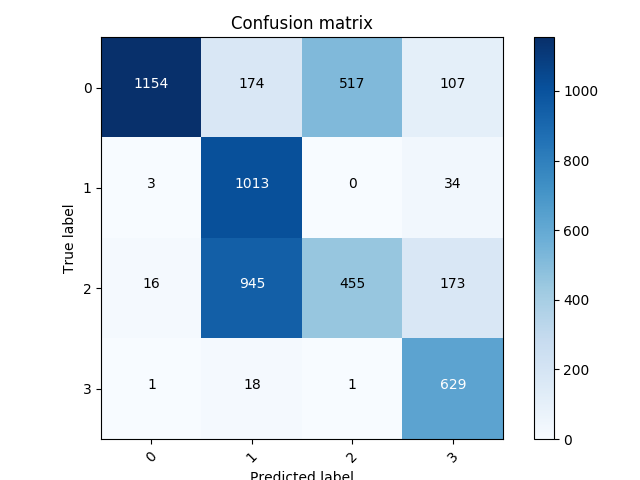 Confusion matrix
0 1154 174 517 107
1 3 1013 0 34
2 16 945 455 173
3 1 18 1 629
0 1 2 3
True label
Predicted label
1000
800
600
400
200
0